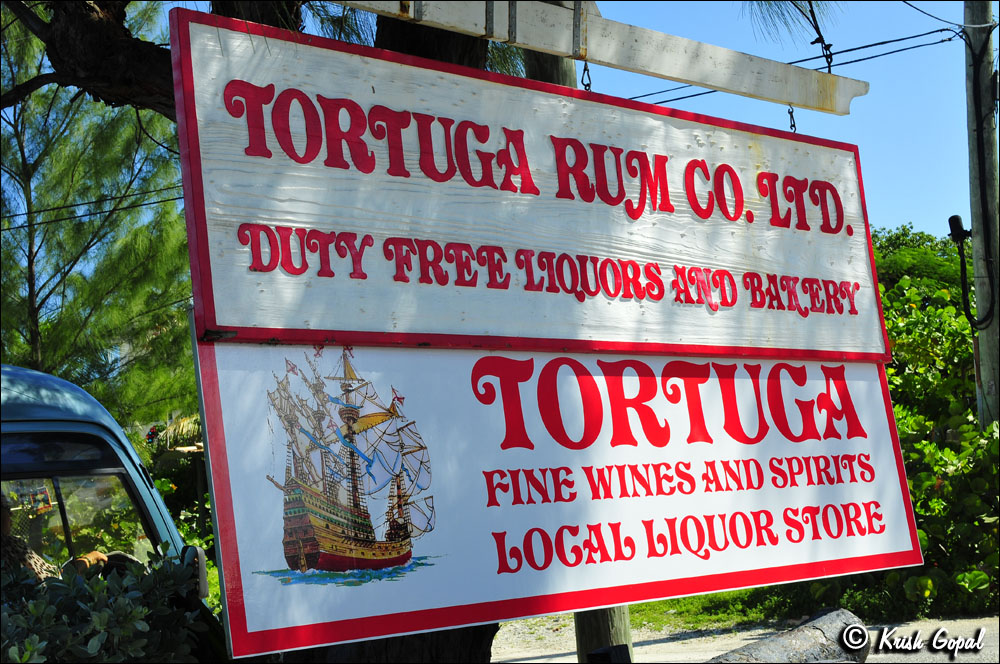 TORTUGA RUM CO. LTD.
DUTY FREE LIQUORS AND BAKERY
TORTUGA
FINE WINES AND SPIRITS
LOCAL LIQUOR STORE
© Krish Gopal